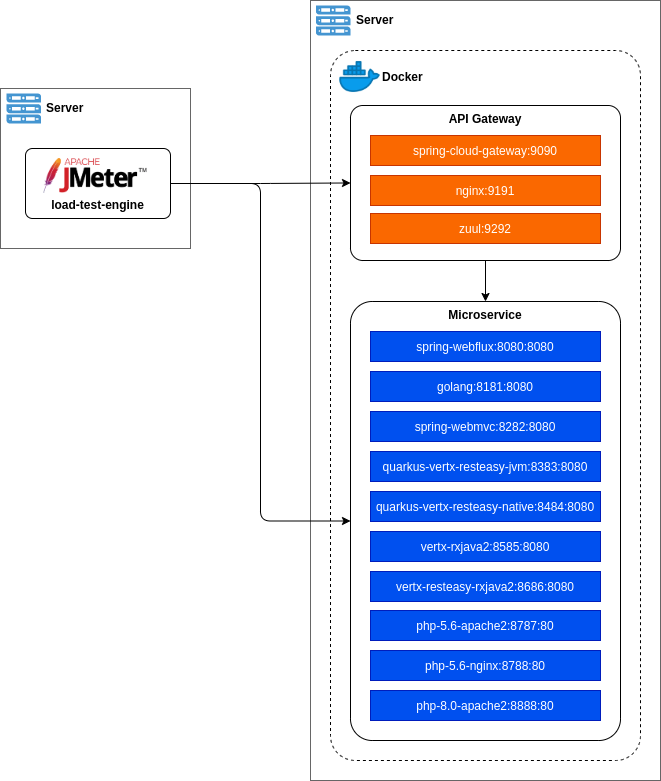 Server
Docker
Server
APACHE
JMeter™
load-test-engine
API Gateway
spring-cloud-gateway:9090
nginx:9191
zuul:9292
Microservice
spring-webflux:8080:8080
golang:8181:8080
spring-webmvc:8282:8080
quarkus-vertx-resteasy-jvm:8383:8080
quarkus-vertx-resteasy-native:8484:8080
vertx-rxjava2:8585:8080
vertx-resteasy-rxjava2:8686:8080
php-5.6-apache2:8787:80
php-5.6-nginx:8788:80
php-8.0-apache2:8888:80